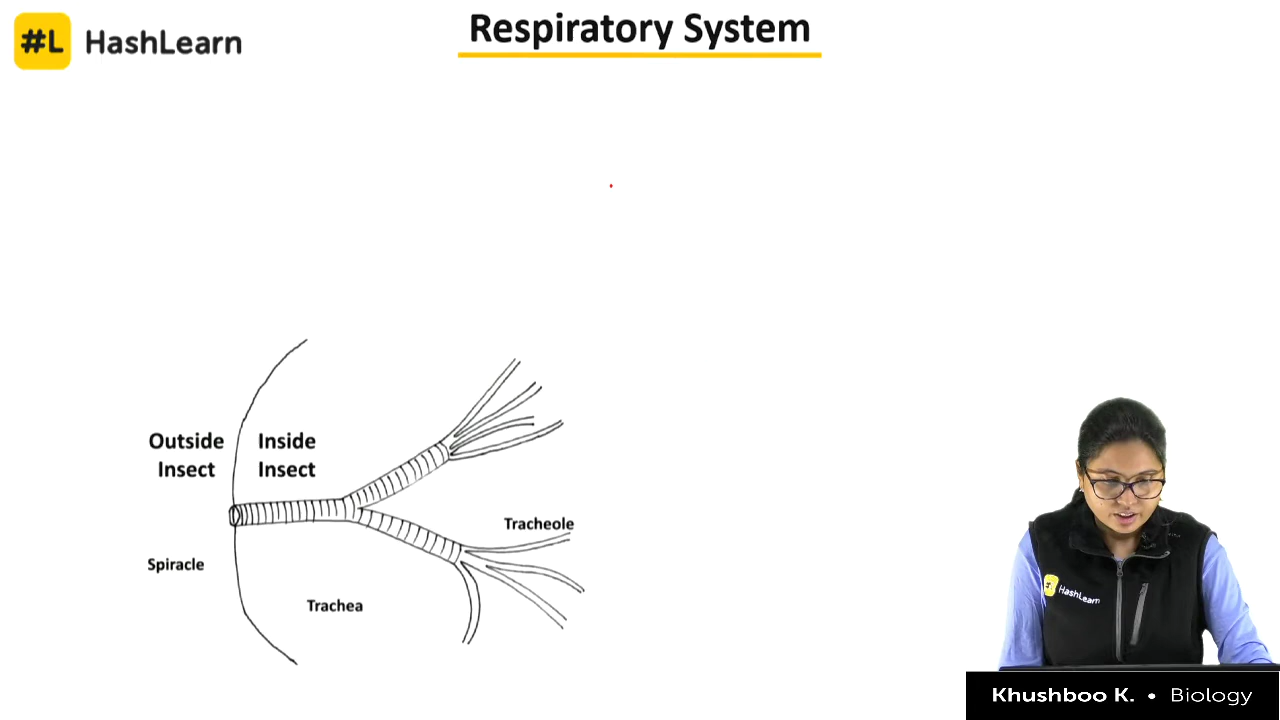 #L HashLearn
Respiratory System
Outside
Insect
Inside
Insect
Tracheole
Spiracle
Trachea
HashLearn
Khushboo K. • Biology